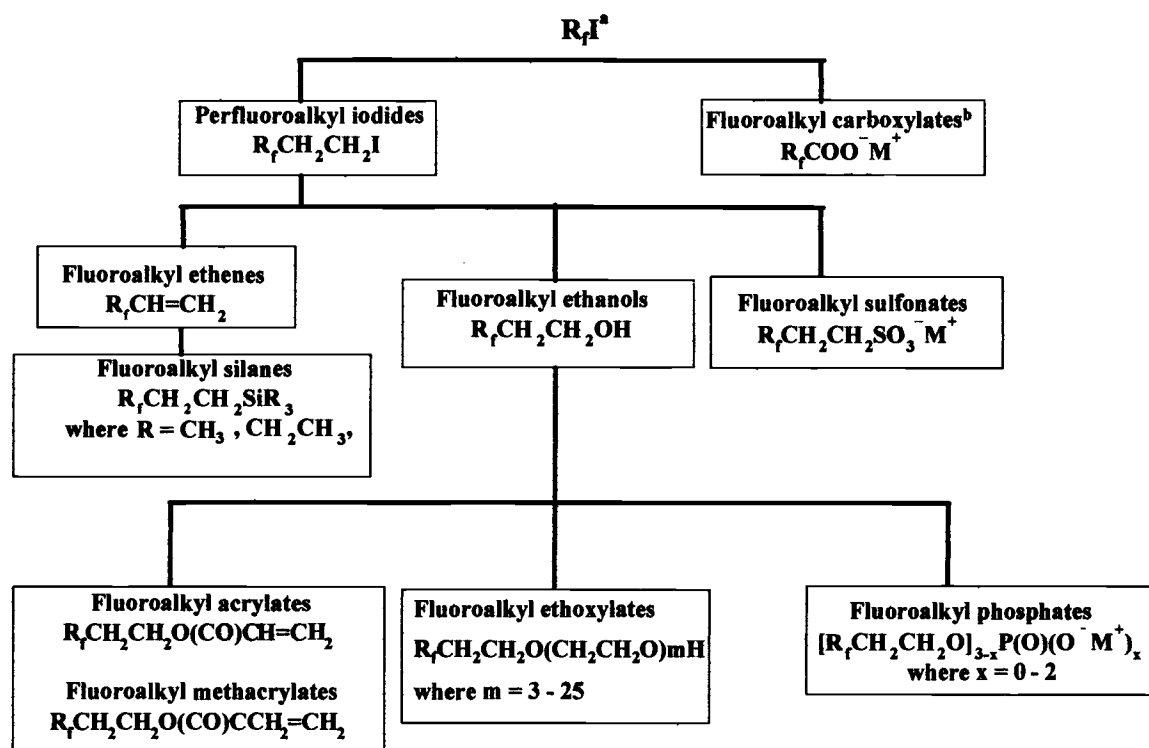 RfIᵃ
Perfluoroalkyl iodides
RfCH₂CH₂I
Fluoroalkyl carboxylatesᵇ
RfCOO⁻M⁺
Fluoroalkyl ethenes
RfCH=CH₂
Fluoroalkyl ethanols
RfCH₂CH₂OH
Fluoroalkyl sulfonates
RfCH₂CH₂SO₃⁻M⁺
Fluoroalkyl silanes
RfCH₂CH₂SiR₃
where R = CH₃ , CH₂CH₃,
Fluoroalkyl acrylates
RfCH₂CH₂O(CO)CH=CH₂
Fluoroalkyl methacrylates
RfCH₂CH₂O(CO)CCH₂=CH₂
Fluoroalkyl ethoxylates
RfCH₂CH₂O(CH₂CH₂O)mH
where m = 3 - 25
Fluoroalkyl phosphates
[RfCH₂CH₂O]₃₋ₓP(O)(O⁻M⁺)ₓ
where x = 0 - 2